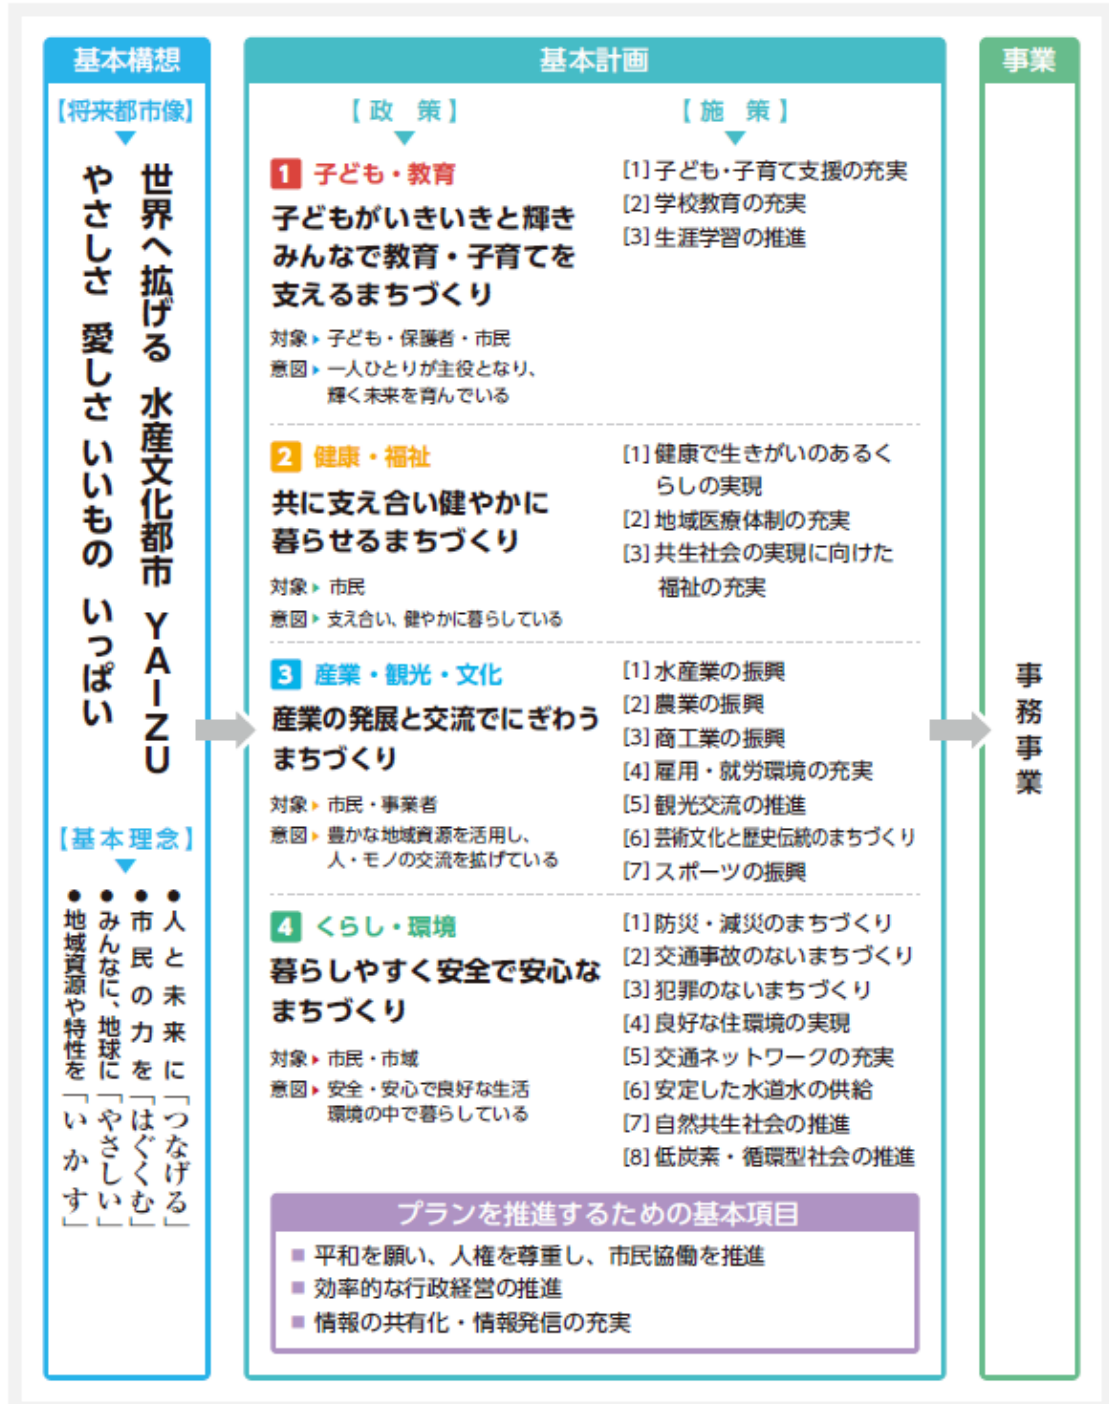 基本構想
【将来都市像】
世界へ拡げる 水産文化都市 YAIZU
やさしさ 愛しさ いいもの いっぱい
【基本理念】
●人と未来に「つなげる」
●市民の力を「はぐくむ」
●みんなに、地球に「やさしい」
●地域資源や特性を「いかす」
基本計画
【政 策】
【施 策】
1 子ども・教育
子どもがいきいきと輝き
みんなで教育・子育てを
支えるまちづくり
対象▶子ども・保護者・市民
意図▶一人ひとりが主役となり、
輝く未来を育んでいる
[1]子ども・子育て支援の充実
[2]学校教育の充実
[3]生涯学習の推進
2 健康・福祉
共に支え合い健やかに
暮らせるまちづくり
対象▶市民
意図▶支え合い、健やかに暮らしている
[1]健康で生きがいのあるく
らしの実現
[2]地域医療体制の充実
[3]共生社会の実現に向けた
福祉の充実
3 産業・観光・文化
産業の発展と交流でにぎわう
まちづくり
対象▶市民・事業者
意図▶豊かな地域資源を活用し、
人・モノの交流を拡げている
[1]水産業の振興
[2]農業の振興
[3]商工業の振興
[4]雇用・就労環境の充実
[5]観光交流の推進
[6]芸術文化と歴史伝統のまちづくり
[7]スポーツの振興
4 くらし・環境
暮らしやすく安全で安心な
まちづくり
対象▶市民・市域
意図▶安全・安心で良好な生活
環境の中で暮らしている
[1]防災・減災のまちづくり
[2]交通事故のないまちづくり
[3]犯罪のないまちづくり
[4]良好な住環境の実現
[5]交通ネットワークの充実
[6]安定した水道水の供給
[7]自然共生社会の推進
[8]低炭素・循環型社会の推進
プランを推進するための基本項目
■平和を願い、人権を尊重し、市民協働を推進
■効率的な行政経営の推進
■情報の共有化・情報発信の充実
事業
事務事業